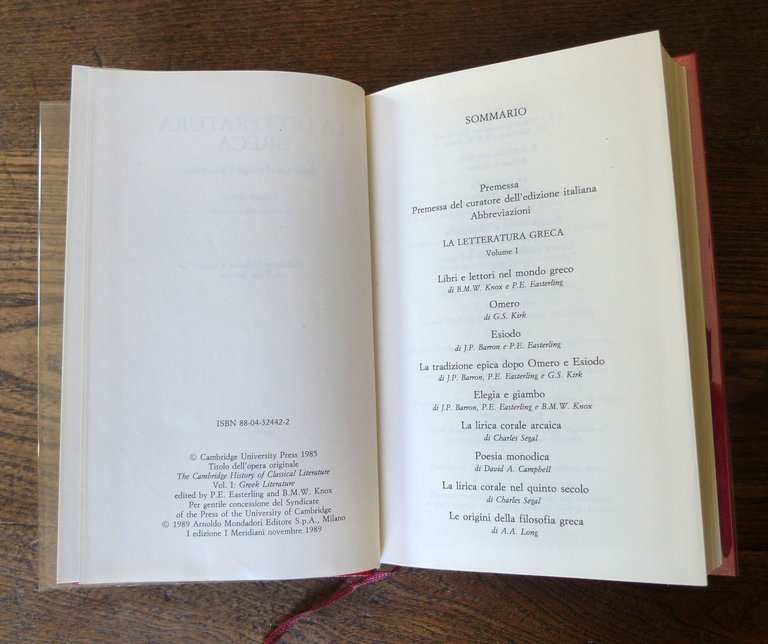 ISBN 88-04-32442-2
© Cambridge University Press 1985
Titolo dell'opera originale
The Cambridge History of Classical Literature
Vol. I: Greek Literature
edited by P.E. Easterling and B.M.W. Knox
Per gentile concessione del Syndicate
of the Press of the University of Cambridge
© 1989 Arnoldo Mondadori Editore S.p.A., Milano
I edizione I Meridiani novembre 1989
SOMMARIO
Premessa
Premessa del curatore dell'edizione italiana
Abbreviazioni
LA LETTERATURA GRECA
Volume I
Libri e lettori nel mondo greco
di B.M.W. Knox e P.E. Easterling
Omero
di G.S. Kirk
Esiodo
di J.P. Barron e P.E. Easterling
La tradizione epica dopo Omero e Esiodo
di J.P. Barron, P.E. Easterling e G.S. Kirk
Elegia e giambo
di J.P. Barron, P.E. Easterling e B.M.W. Knox
La lirica corale arcaica
di Charles Segal
Poesia monodica
di David A. Campbell
La lirica corale nel quinto secolo
di Charles Segal
Le origini della filosofia greca
di A.A. Long